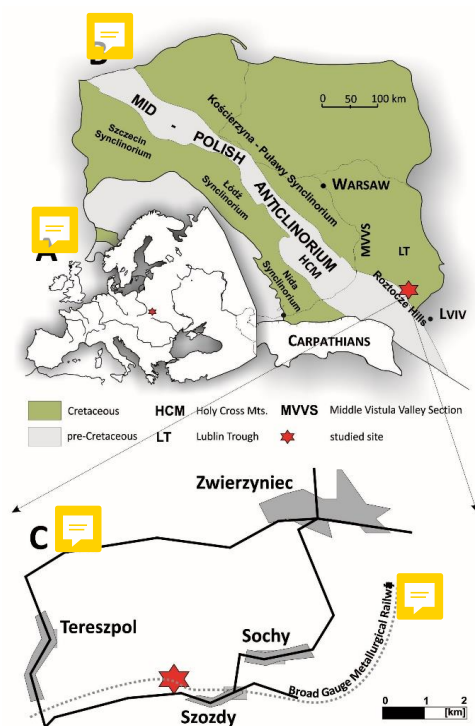 B
MID - POLISH ANTICLINORIUM
Kościerzyna - Puławy Synclinorium
0 50 100 km
Szczecin
Synclinorium
Łódź
Synclinorium
WARSAW
MVVS
LT
A
HCM
Nida
Synclinorium
Roztocze Hills
LVIV
CARPATHIANS
Cretaceous HCM Holy Cross Mts. MVVS Middle Vistula Valley Section
pre-Cretaceous LT Lublin Trough studied site
Zwierzyniec
C
Tereszpol
Sochy
Broad Gauge Metallurgical Railw
Szozdy
0 1 2
[km]